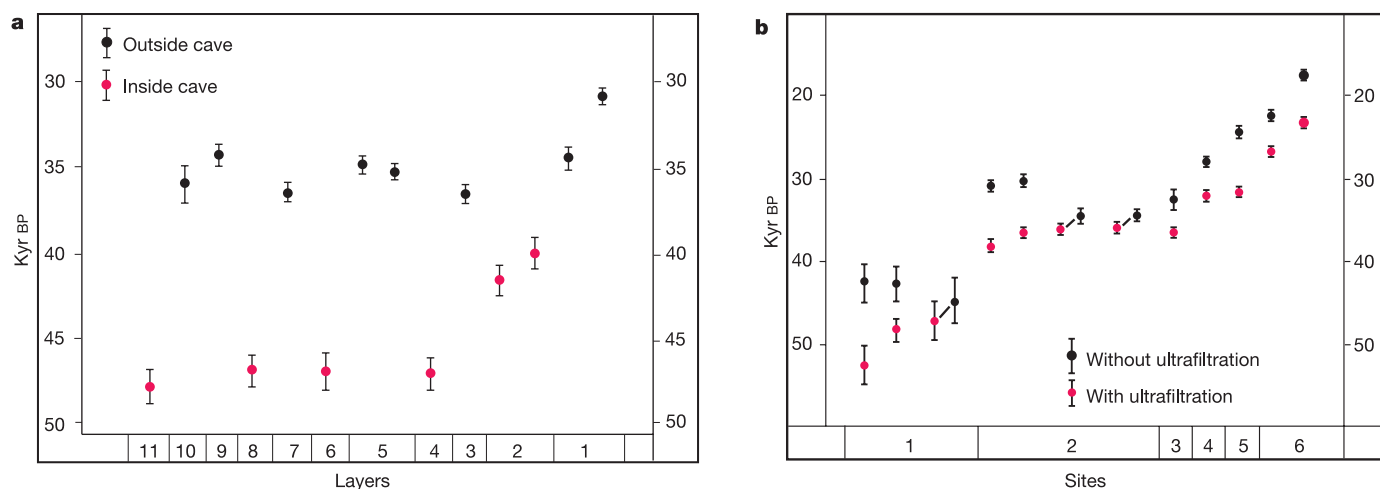 a
Outside cave
Inside cave
30
35
40
45
50
Kyr BP
30
35
40
45
50
11 10 9 8 7 6 5 4 3 2 1
Layers
b
20
30
40
50
Kyr BP
20
30
40
50
Without ultrafiltration
With ultrafiltration
1 2 3 4 5 6
Sites